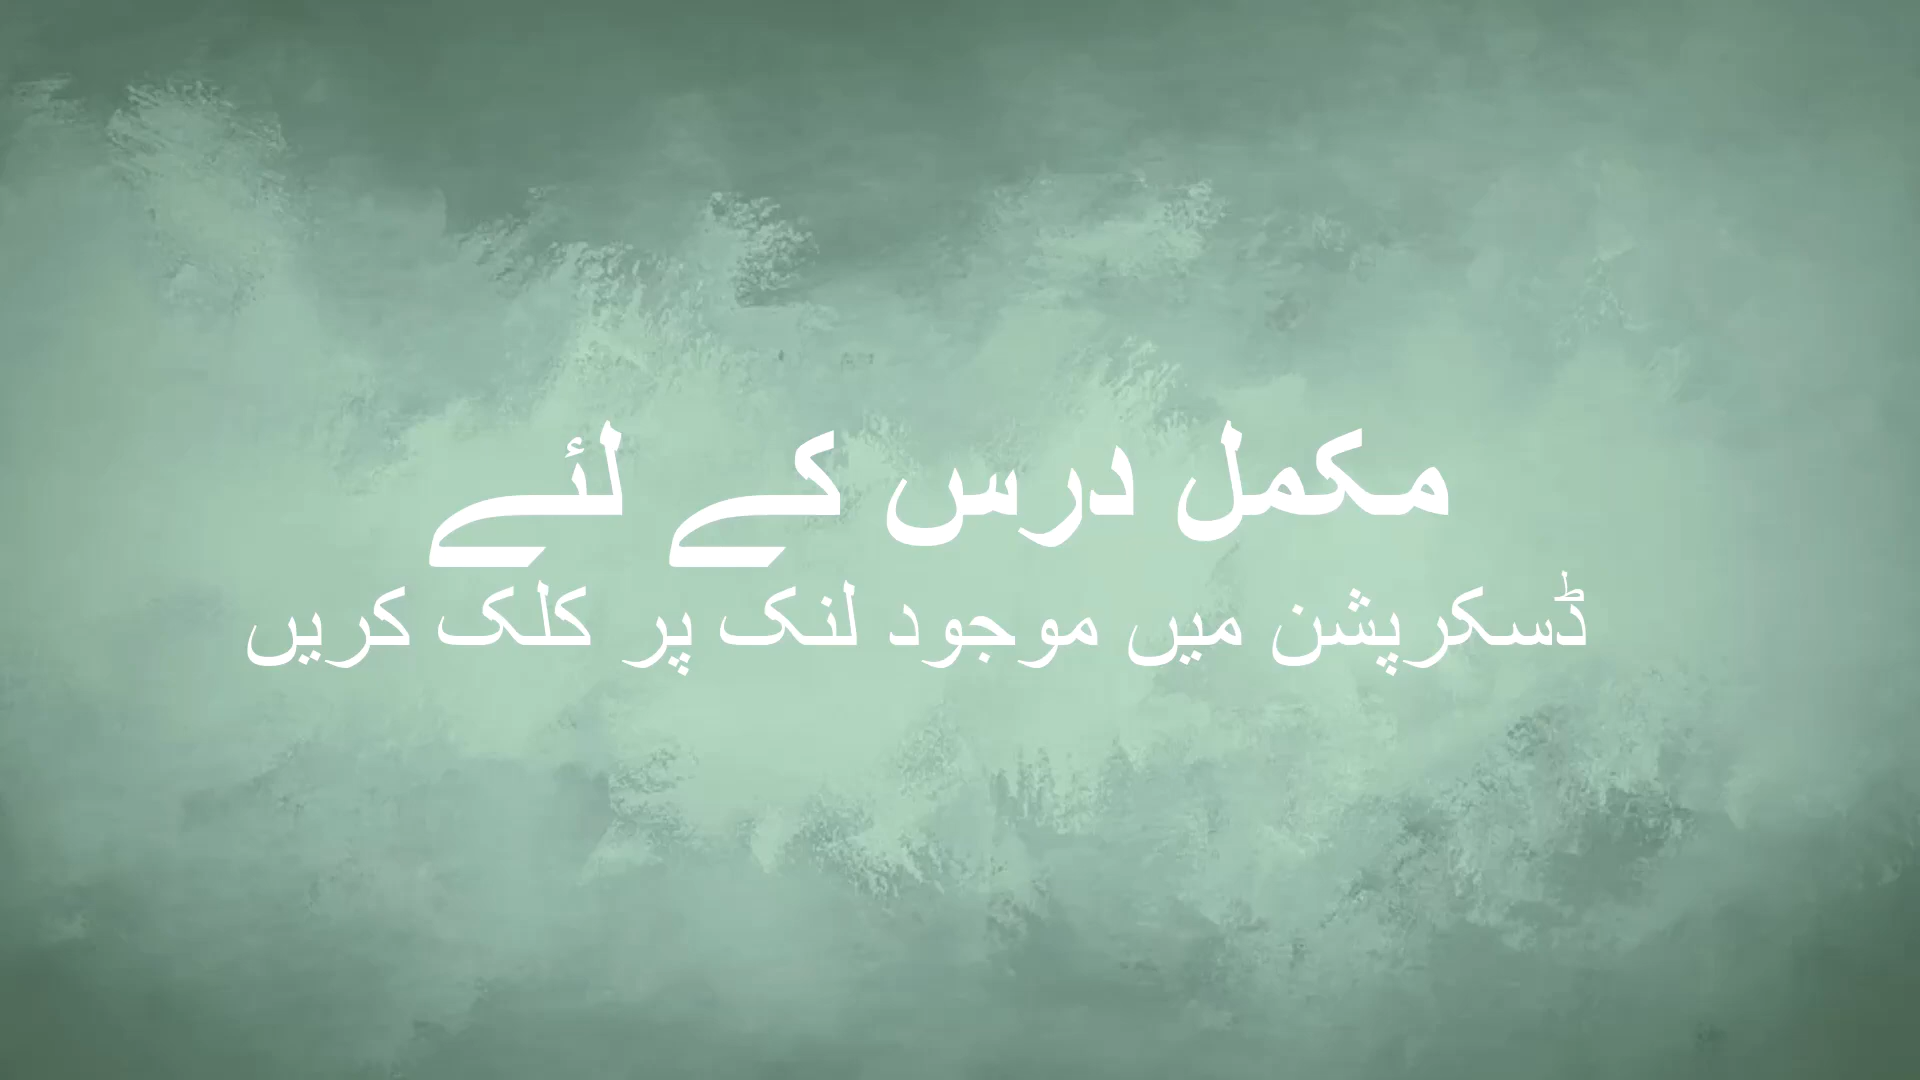 مکمل درس کے لئے
ڈسکرپشن میں موجود لنک پر کلک کریں